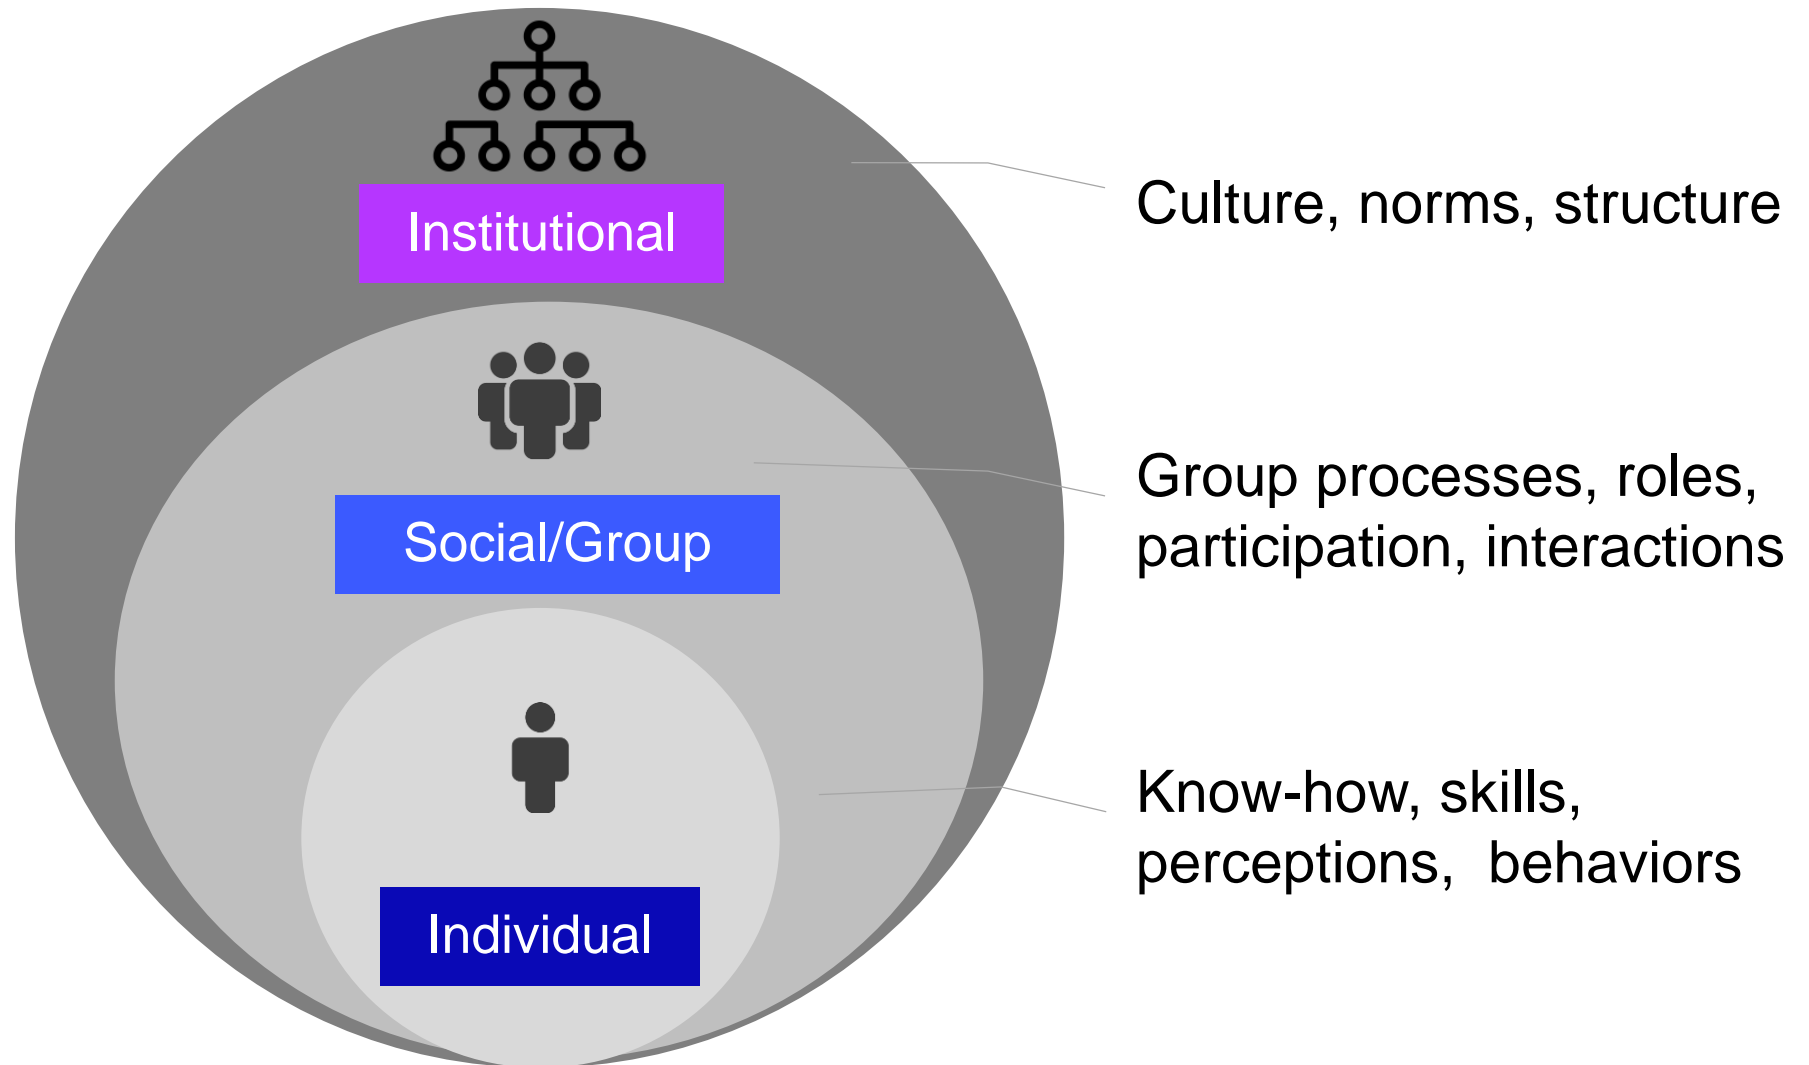 Institutional
Culture, norms, structure
Social/Group
Group processes, roles,
participation, interactions
Individual
Know-how, skills,
perceptions,  behaviors